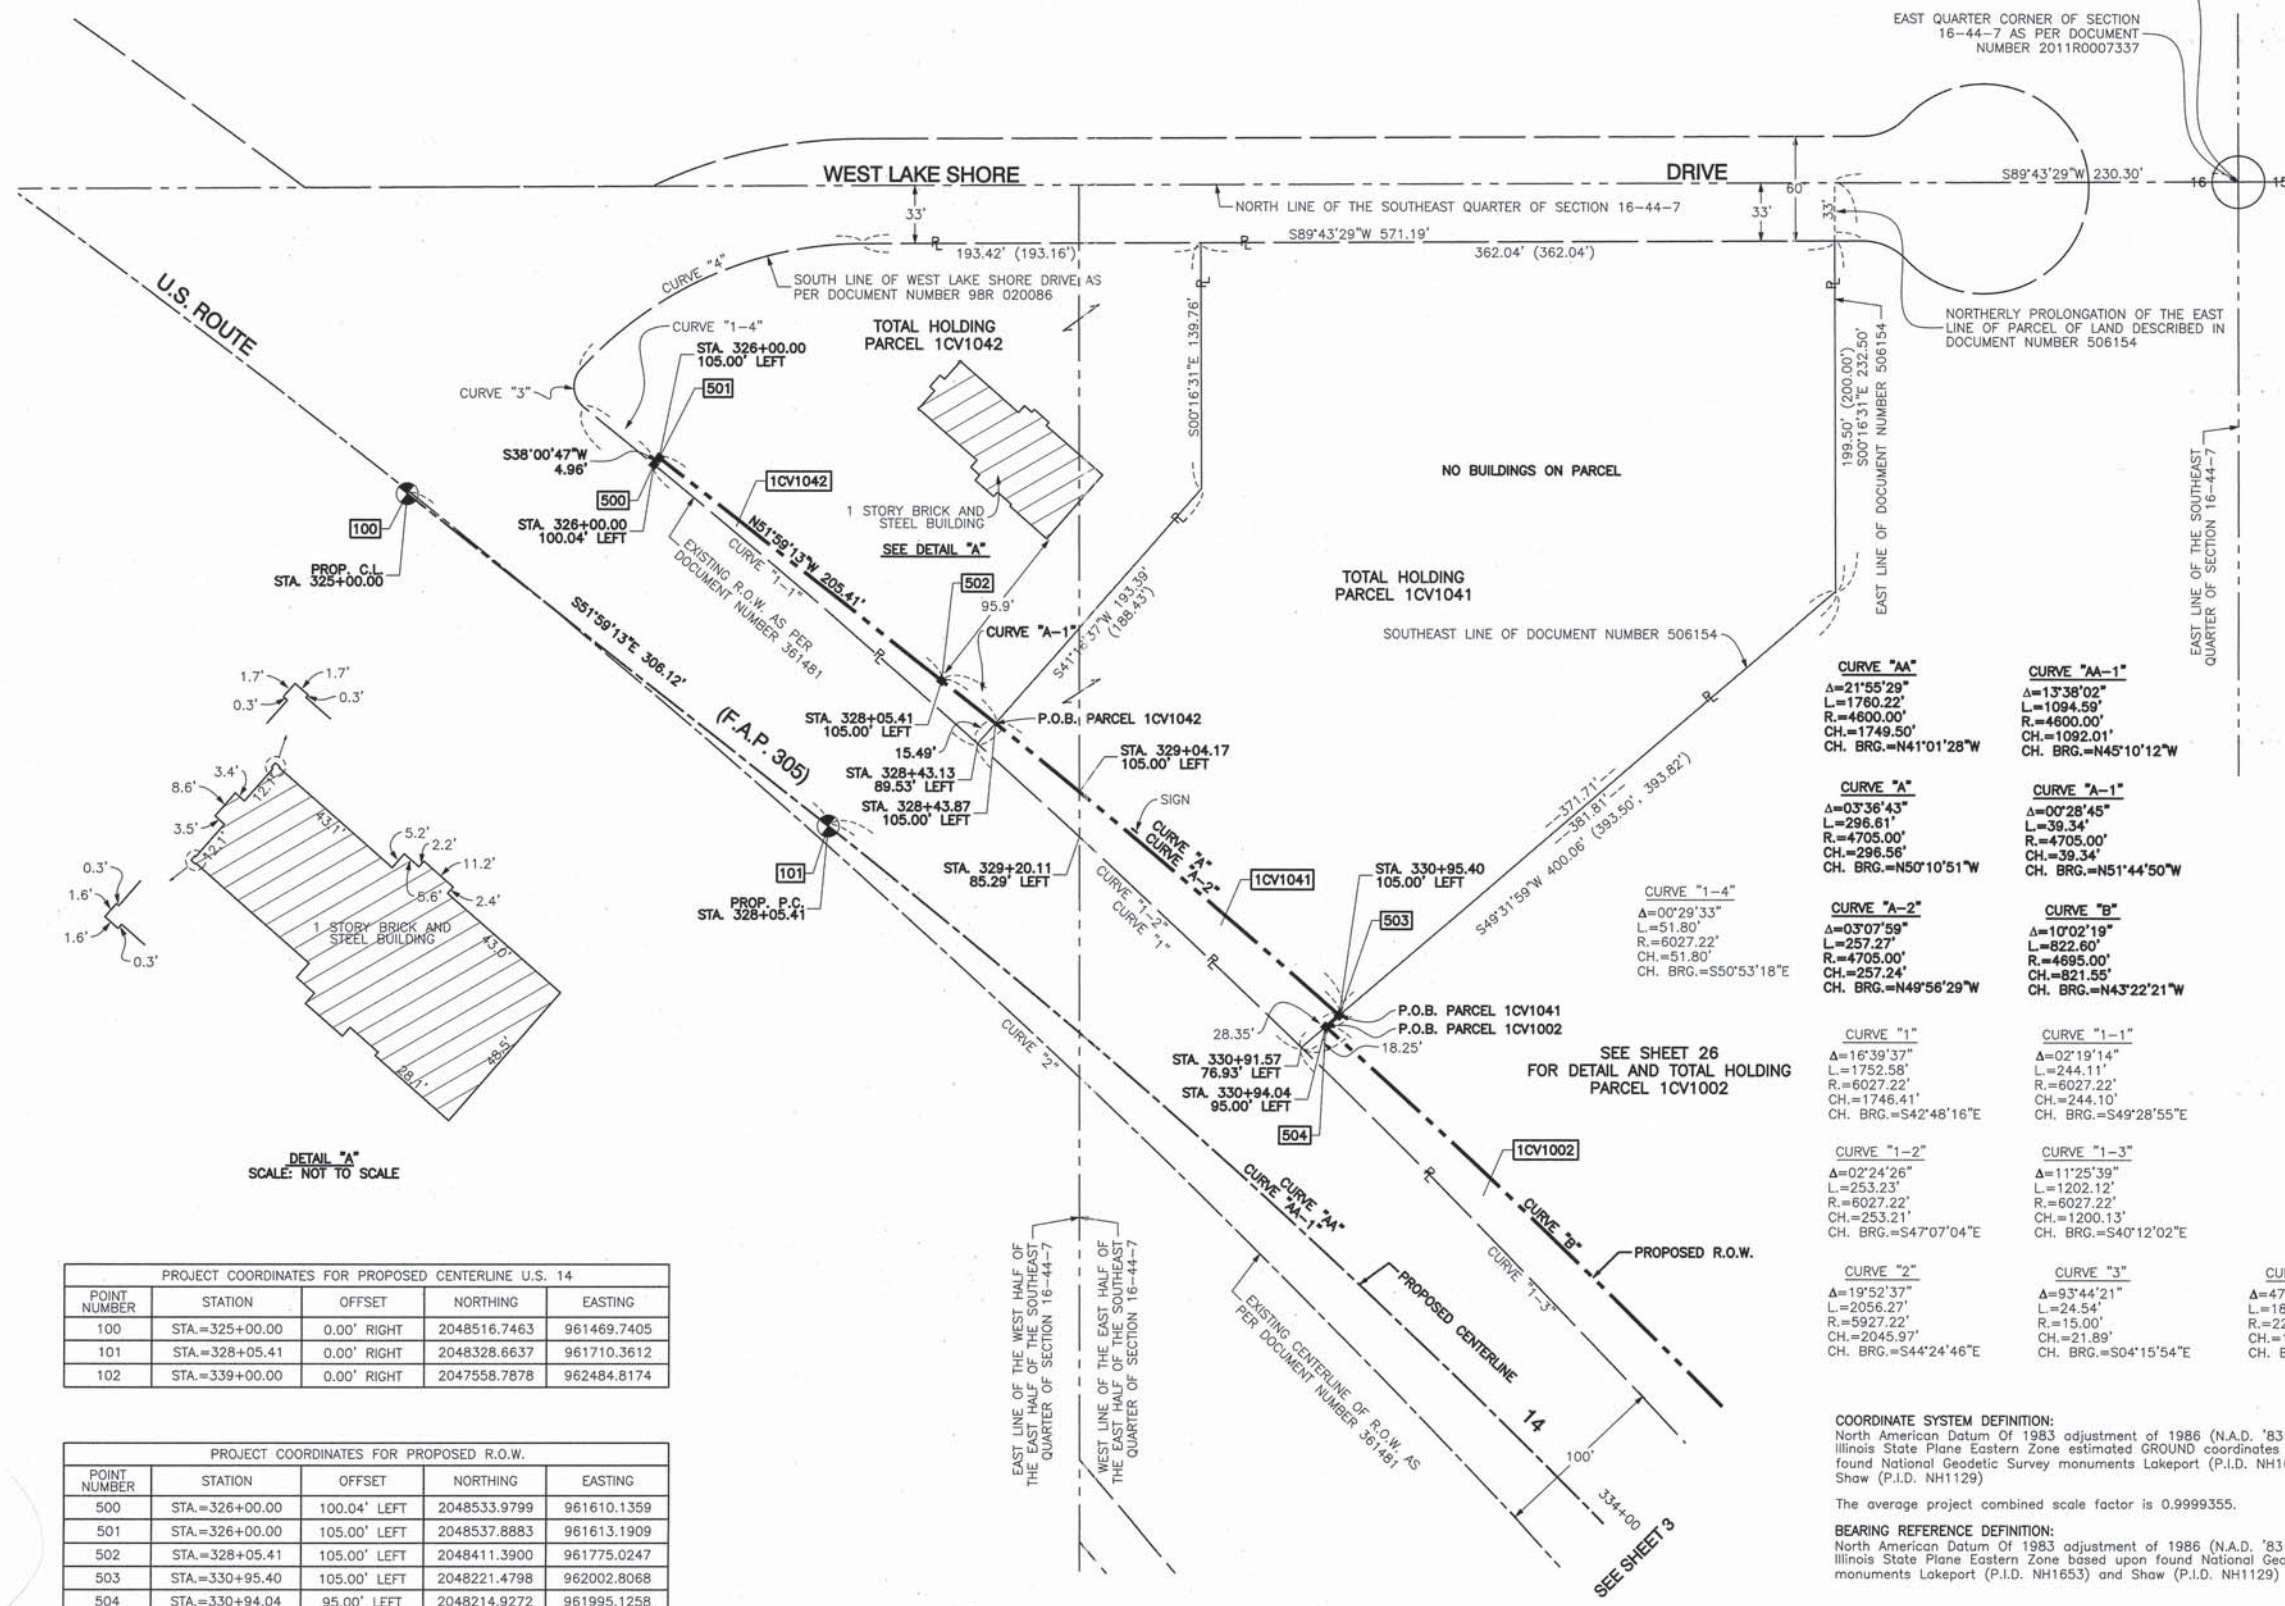 EAST QUARTER CORNER OF SECTION
16-44-7 AS PER DOCUMENT
NUMBER 2011R0007337
WEST LAKE SHORE
DRIVE
60'
S89°43'29"W 230.30'
16
15
33'
NORTH LINE OF THE SOUTHEAST QUARTER OF SECTION 16-44-7
33'
33'
S89°43'29"W 571.19'
193.42' (193.16')
362.04' (362.04')
CURVE "4"
SOUTH LINE OF WEST LAKE SHORE DRIVE AS
PER DOCUMENT NUMBER 98R 020086
U.S. ROUTE
CURVE "1-4"
TOTAL HOLDING
PARCEL 1CV1042
STA. 326+00.00
105.00' LEFT
501
CURVE "3"
S00°16'31"E 139.76'
199.50' (200.00')
S00°16'31"E 232.50'
EAST LINE OF DOCUMENT NUMBER 506154
NORTHERLY PROLONGATION OF THE EAST
LINE OF PARCEL OF LAND DESCRIBED IN
DOCUMENT NUMBER 506154
EAST LINE OF THE SOUTHEAST
QUARTER OF SECTION 16-44-7
S38°00'47"W
4.96'
500
STA. 326+00.00
100.04' LEFT
1CV1042
1 STORY BRICK AND
STEEL BUILDING
SEE DETAIL "A"
NO BUILDINGS ON PARCEL
100
PROP. C.L.
STA. 325+00.00
N51°59'13"W 205.41'
CURVE "1-1"
EXISTING R.O.W. AS PER
DOCUMENT NUMBER 361481
502
95.9'
CURVE "A-1"
S41°16'37"W 193.39'
(188.43')
TOTAL HOLDING
PARCEL 1CV1041
SOUTHEAST LINE OF DOCUMENT NUMBER 506154
S51°59'13"E 306.12'
(F.A.P. 305)
STA. 328+05.41
105.00' LEFT
15.49'
STA. 328+43.13
89.53' LEFT
STA. 328+43.87
105.00' LEFT
P.O.B. PARCEL 1CV1042
STA. 329+04.17
105.00' LEFT
SIGN
CURVE "A"
CURVE "A-2"
101
PROP. P.C.
STA. 328+05.41
STA. 329+20.11
85.29' LEFT
CURVE "1-2"
CURVE "1"
1CV1041
STA. 330+95.40
105.00' LEFT
503
371.71'
381.81'
S49°31'59"W 400.06' (393.50', 393.82')
28.35'
P.O.B. PARCEL 1CV1041
P.O.B. PARCEL 1CV1002
18.25'
STA. 330+91.57
76.93' LEFT
STA. 330+94.04
95.00' LEFT
504
SEE SHEET 26
FOR DETAIL AND TOTAL HOLDING
PARCEL 1CV1002
1CV1002
CURVE "2"
CURVE "AA"
CURVE "AA-1"
CURVE "B"
PROPOSED R.O.W.
CURVE "1-3"
PROPOSED CENTERLINE
EXISTING CENTERLINE OF R.O.W. AS
PER DOCUMENT NUMBER 361481
14
100'
334+00
SEE SHEET 3
EAST LINE OF THE WEST HALF OF
THE EAST HALF OF THE SOUTHEAST
QUARTER OF SECTION 16-44-7
WEST LINE OF THE EAST HALF OF
THE EAST HALF OF THE SOUTHEAST
QUARTER OF SECTION 16-44-7
1.7'
1.7'
0.3'
0.3'
3.4'
8.6'
3.5'
12.1'
12.1'
43.1'
5.2'
2.2'
11.2'
5.6'
2.4'
0.3'
1.6'
1.6'
0.3'
1 STORY BRICK AND
STEEL BUILDING
43.0'
48.5'
28.1'
DETAIL "A"
SCALE: NOT TO SCALE
CURVE "AA"
Δ=21°55'29"
L=1760.22'
R.=4600.00'
CH.=1749.50'
CH. BRG.=N41°01'28"W
CURVE "AA-1"
Δ=13°38'02"
L=1094.59'
R.=4600.00'
CH.=1092.01'
CH. BRG.=N45°10'12"W
CURVE "A"
Δ=03°36'43"
L=296.61'
R.=4705.00'
CH.=296.56'
CH. BRG.=N50°10'51"W
CURVE "A-1"
Δ=00°28'45"
L.=39.34'
R.=4705.00'
CH.=39.34'
CH. BRG.=N51°44'50"W
CURVE "1-4"
Δ=00°29'33"
L.=51.80'
R.=6027.22'
CH.=51.80'
CH. BRG.=S50°53'18"E
CURVE "A-2"
Δ=03°07'59"
L=257.27'
R.=4705.00'
CH=257.24'
CH. BRG.=N49°56'29"W
CURVE "B"
Δ=10°02'19"
L=822.60'
R.=4695.00'
CH=821.55'
CH. BRG.=N43°22'21"W
CURVE "1"
Δ=16°39'37"
L.=1752.58'
R.=6027.22'
CH.=1746.41'
CH. BRG.=S42°48'16"E
CURVE "1-1"
Δ=02°19'14"
L.=244.11'
R.=6027.22'
CH.=244.10'
CH. BRG.=S49°28'55"E
CURVE "1-2"
Δ=02°24'26"
L.=253.23'
R.=6027.22'
CH.=253.21'
CH. BRG.=S47°07'04"E
CURVE "1-3"
Δ=11°25'39"
L.=1202.12'
R.=6027.22'
CH.=1200.13'
CH. BRG.=S40°12'02"E
CURVE "2"
Δ=19°52'37"
L.=2056.27'
R.=5927.22'
CH.=2045.97'
CH. BRG.=S44°24'46"E
CURVE "3"
Δ=93°44'21"
L.=24.54'
R.=15.00'
CH.=21.89'
CH. BRG.=S04°15'54"E
Δ=47
L.=18
R.=22
CH.=
CH.
PROJECT COORDINATES FOR PROPOSED CENTERLINE U.S. 14
POINT NUMBER STATION OFFSET NORTHING EASTING
100 STA.=325+00.00 0.00' RIGHT 2048516.7463 961469.7405
101 STA.=328+05.41 0.00' RIGHT 2048328.6637 961710.3612
102 STA.=339+00.00 0.00' RIGHT 2047558.7878 962484.8174
PROJECT COORDINATES FOR PROPOSED R.O.W.
POINT NUMBER STATION OFFSET NORTHING EASTING
500 STA.=326+00.00 100.04' LEFT 2048533.9799 961610.1359
501 STA.=326+00.00 105.00' LEFT 2048537.8883 961613.1909
502 STA.=328+05.41 105.00' LEFT 2048411.3900 961775.0247
503 STA.=330+95.40 105.00' LEFT 2048221.4798 962002.8068
504 STA.=330+94.04 95.00' LEFT 2048214.9272 961995.1258
COORDINATE SYSTEM DEFINITION:
North American Datum Of 1983 adjustment of 1986 (N.A.D. '83
Illinois State Plane Eastern Zone estimated GROUND coordinates
found National Geodetic Survey monuments Lakeport (P.I.D. NH16
Shaw (P.I.D. NH1129)
The average project combined scale factor is 0.9999355.
BEARING REFERENCE DEFINITION:
North American Datum Of 1983 adjustment of 1986 (N.A.D. '83
Illinois State Plane Eastern Zone based upon found National Geo
monuments Lakeport (P.I.D. NH1653) and Shaw (P.I.D. NH1129)